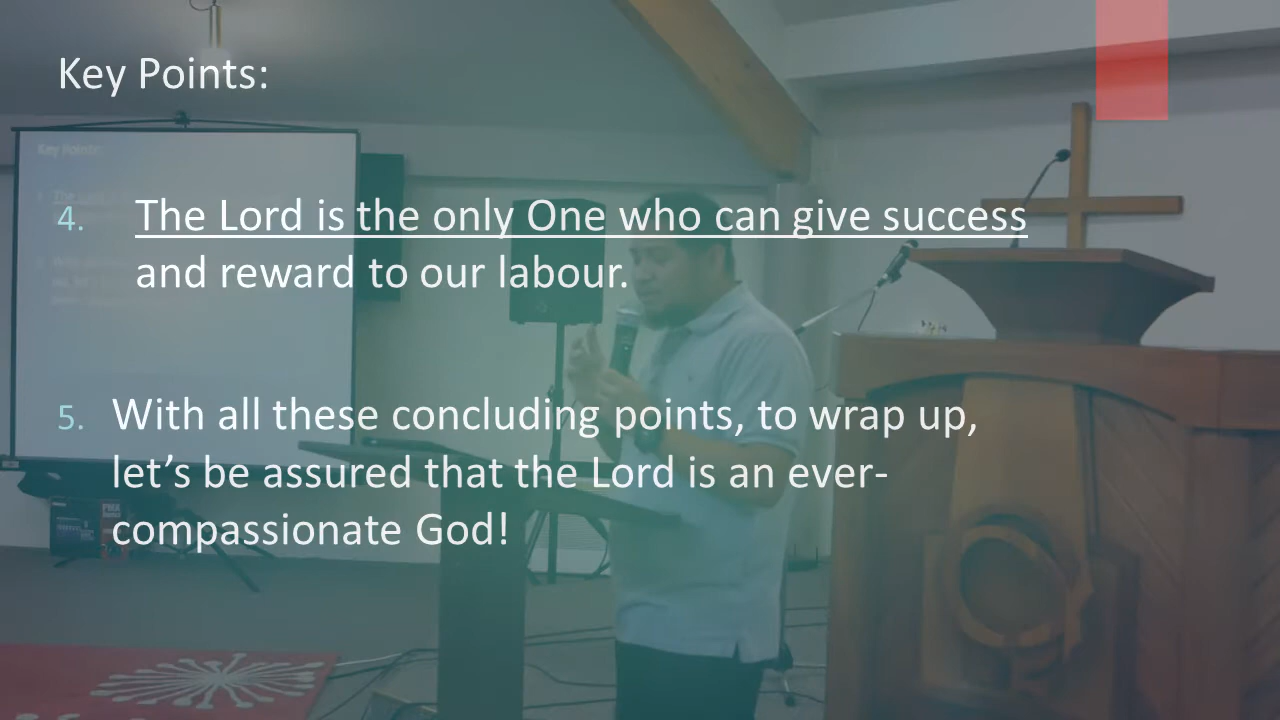 Key Points:
4. The Lord is the only One who can give success
and reward to our labour.
5. With all these concluding points, to wrap up,
let’s be assured that the Lord is an ever-
compassionate God!
Key Points: